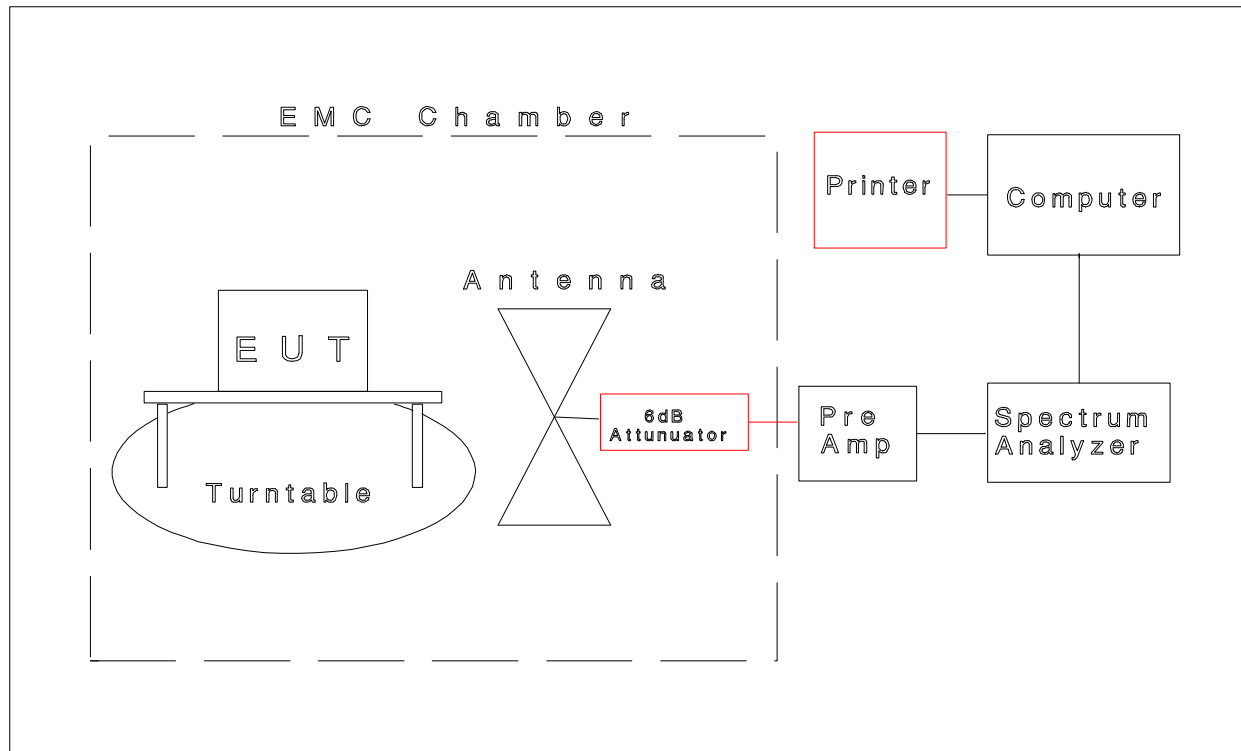 EMC Chamber
Printer
Computer
Antenna
EUT
6dB
Attunuator
Pre
Amp
Spectrum
Analyzer
Turntable